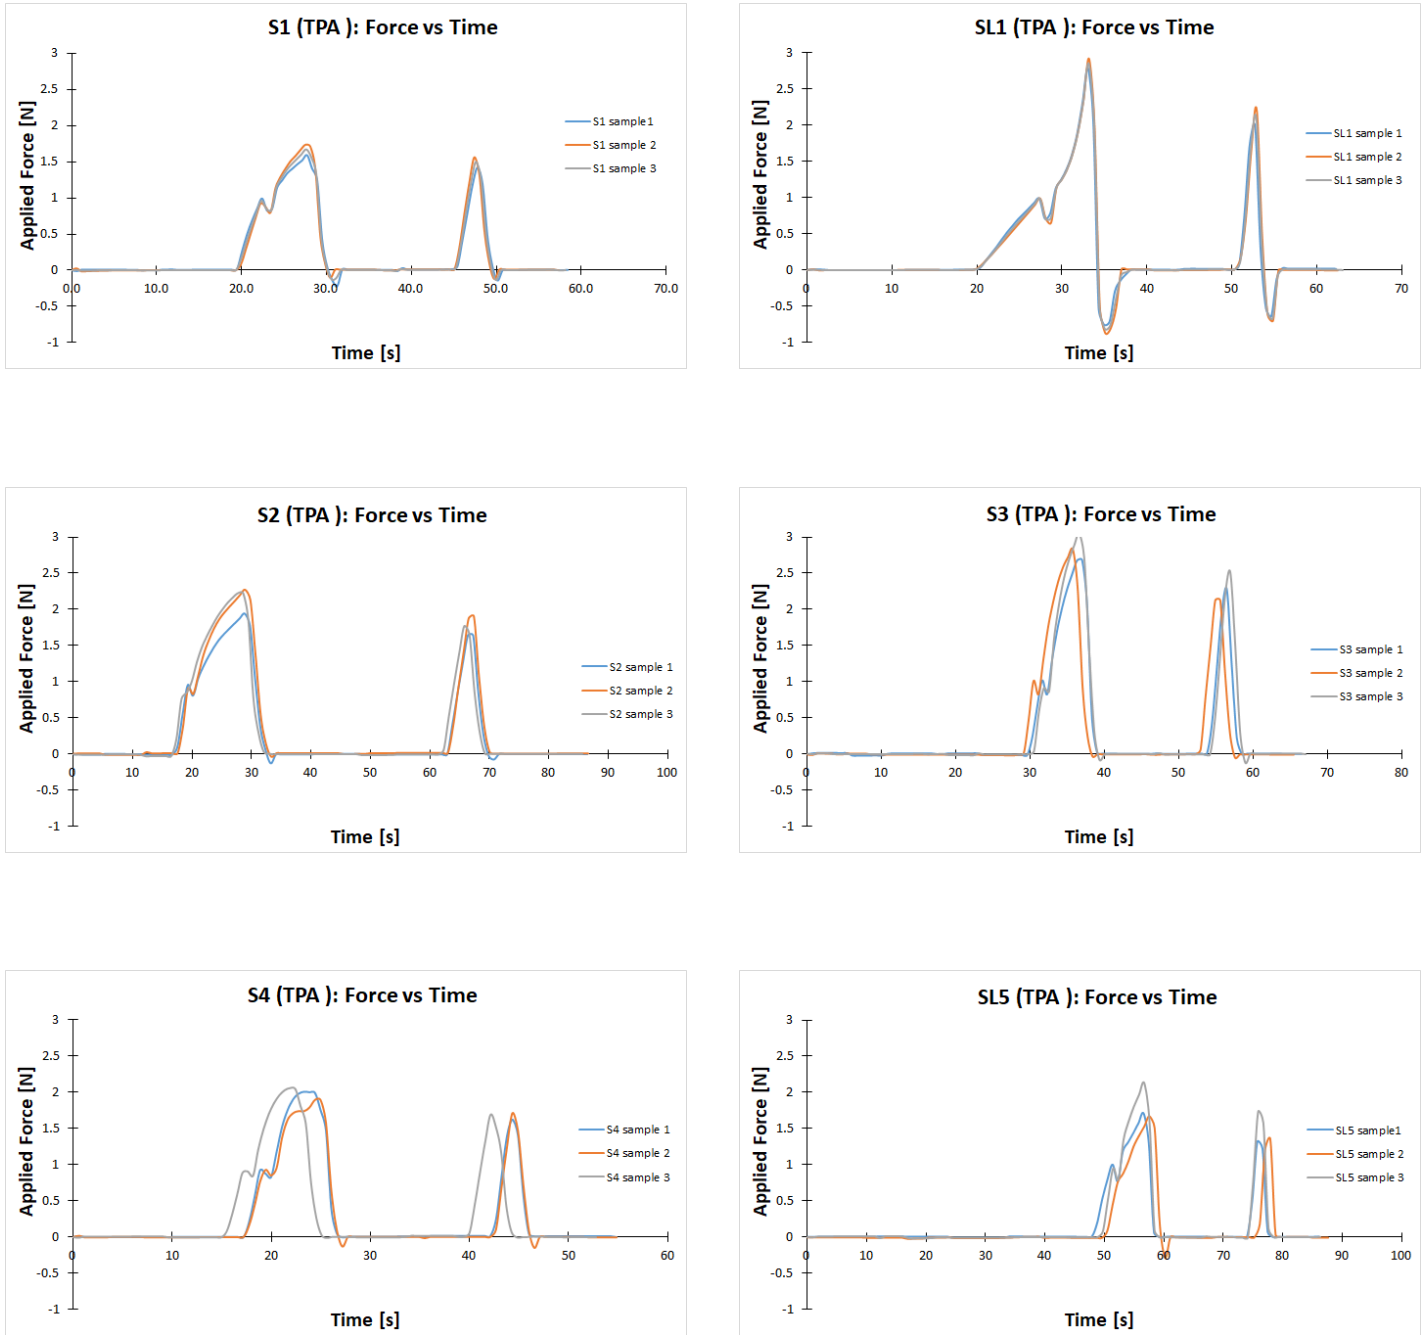 S1 (TPA ): Force vs Time
3
2.5
2
1.5
1
0.5
0
-0.5
-1
Applied Force [N]
0.0 10.0 20.0 30.0 40.0 50.0 60.0 70.0
Time [s]
S1 sample1
S1 sample 2
S1 sample 3
SL1 (TPA ): Force vs Time
3
2.5
2
1.5
1
0.5
0
-0.5
-1
Applied Force [N]
0 10 20 30 40 50 60 70
Time [s]
SL1 sample 1
SL1 sample 2
SL1 sample 3
S2 (TPA ): Force vs Time
3
2.5
2
1.5
1
0.5
0
-0.5
-1
Applied Force [N]
0 10 20 30 40 50 60 70 80 90 100
Time [s]
S2 sample 1
S2 sample 2
S2 sample 3
S3 (TPA ): Force vs Time
3
2.5
2
1.5
1
0.5
0
-0.5
-1
Applied Force [N]
0 10 20 30 40 50 60 70 80
Time [s]
S3 sample 1
S3 sample 2
S3 sample 3
S4 (TPA ): Force vs Time
3
2.5
2
1.5
1
0.5
0
-0.5
-1
Applied Force [N]
0 10 20 30 40 50 60
Time [s]
S4 sample 1
S4 sample 2
S4 sample 3
SL5 (TPA ): Force vs Time
3
2.5
2
1.5
1
0.5
0
-0.5
-1
Applied Force [N]
0 10 20 30 40 50 60 70 80 90 100
Time [s]
SL5 sample1
SL5 sample 2
SL5 sample 3